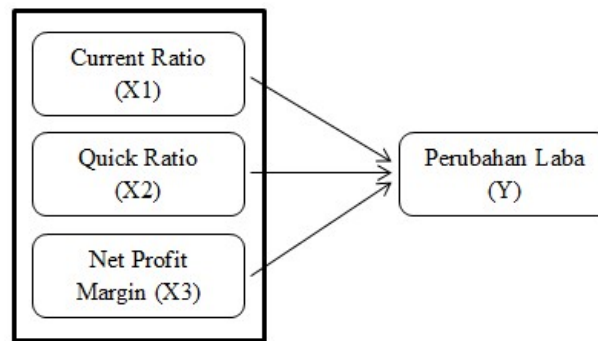 Current Ratio
(X1)
Quick Ratio
(X2)
Net Profit
Margin (X3)
Perubahan Laba
(Y)